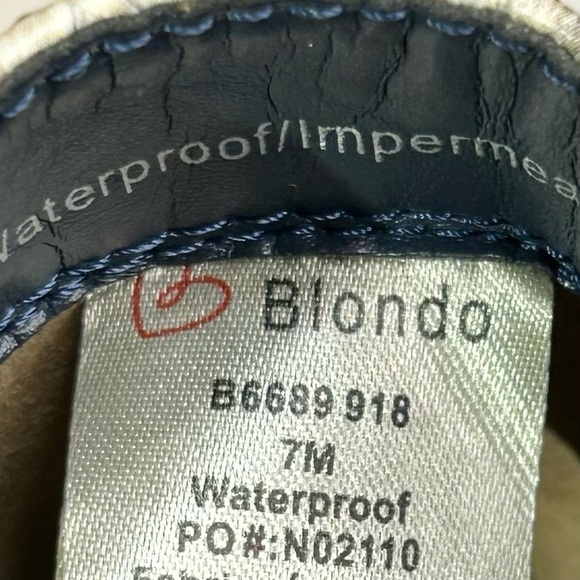 Waterproof/Impermea
Blondo
B6689 918
7M
Waterproof
PO#:N02110